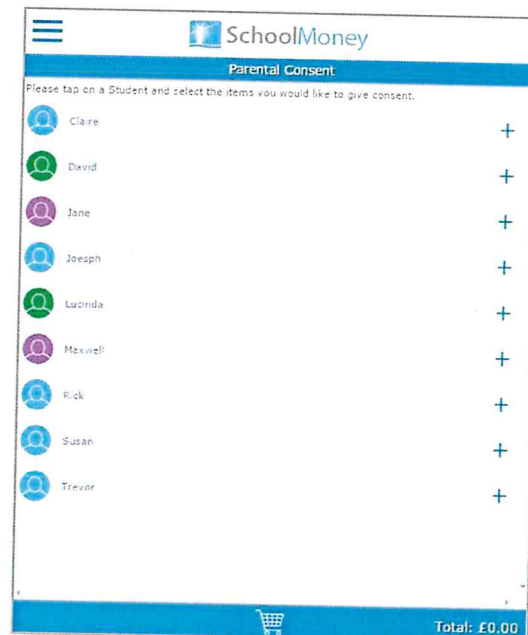 SchoolMoney
Parental Consent
Please tap on a Student and select the items you would like to give consent.
Claire
David
Jane
Joesph
Lucinda
Maxwell
Rick
Susan
Trevor
Total: £0.00